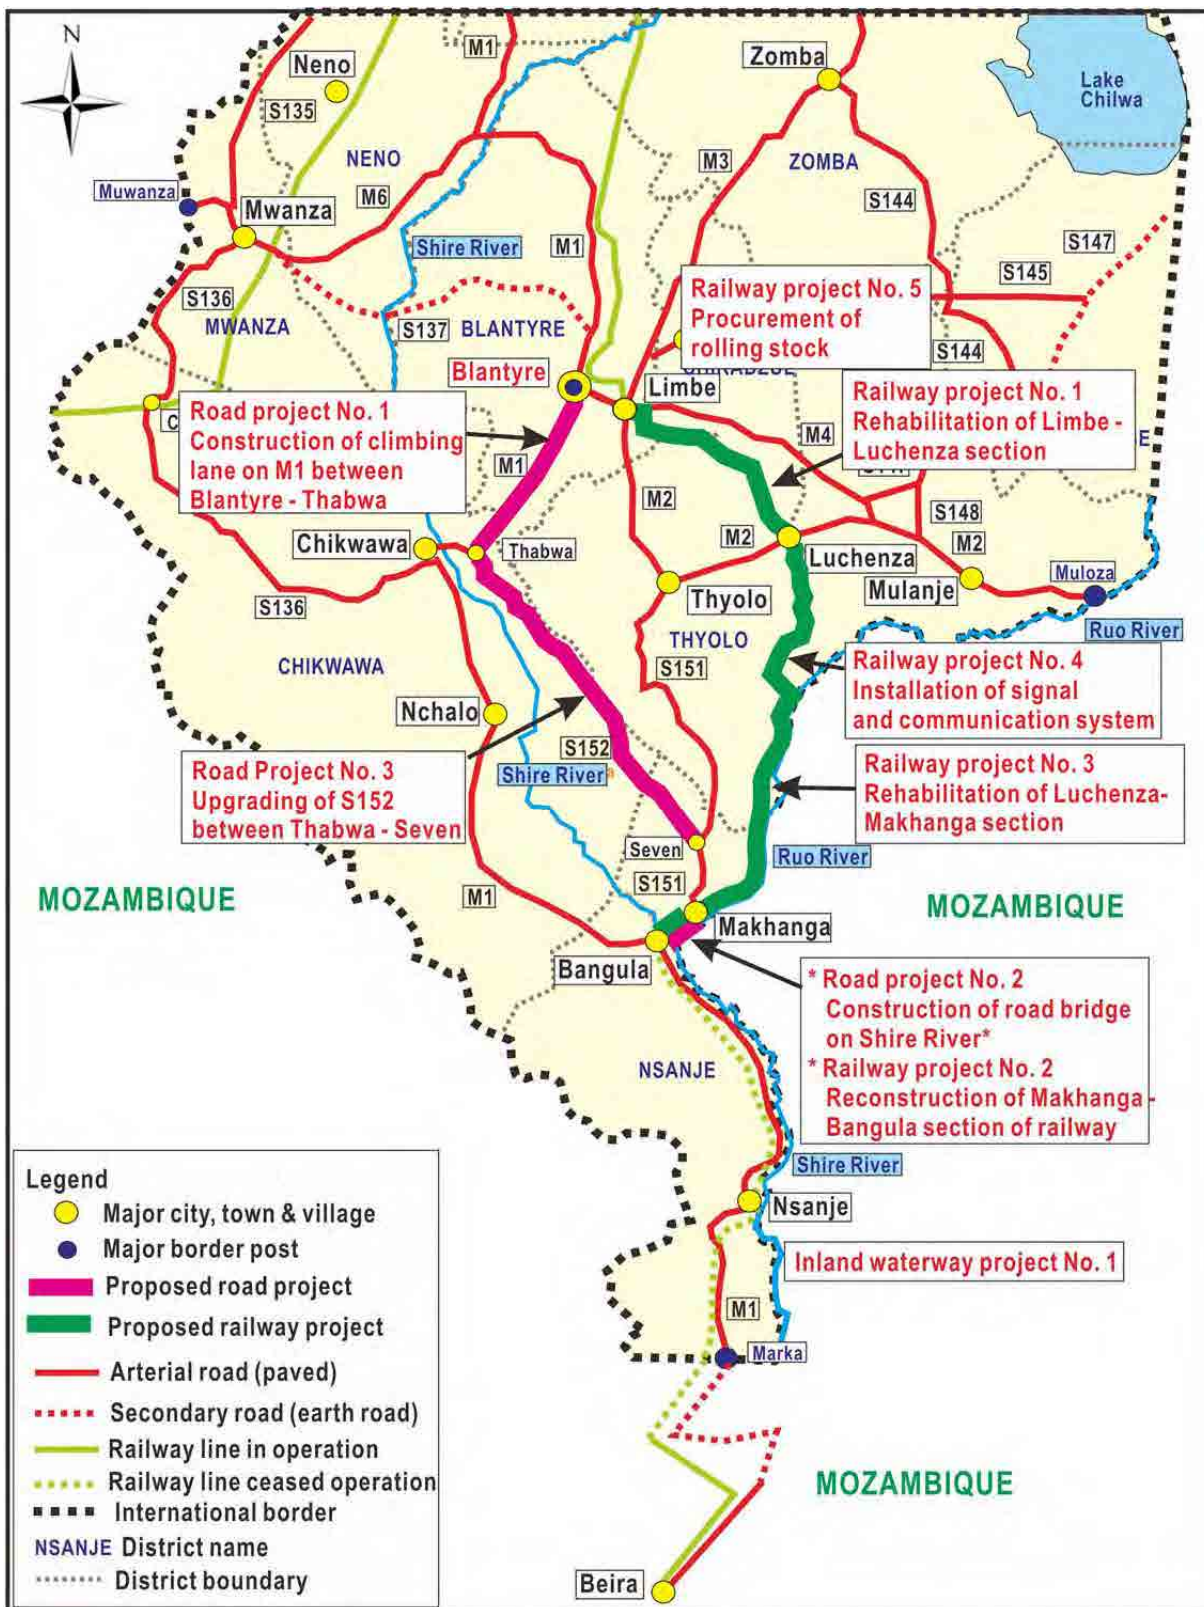 N
Neno
S135
M1
Zomba
Lake
Chilwa
NENO
M3
ZOMBA
Muwanza
Mwanza
M6
S144
Shire River
M1
S147
S145
S136
MWANZA
S137
BLANTYRE
Railway project No. 5
Procurement of
rolling stock
S144
Blantyre
Limbe
Road project No. 1
Construction of climbing
lane on M1 between
Blantyre - Thabwa
Railway project No. 1
Rehabilitation of Limbe -
Luchenza section
M4
M1
M2
S148
Chikwawa
Thabwa
M2
Luchenza
M2
Muloza
S136
Thyolo
Mulanje
Ruo River
CHIKWAWA
THYOLO
S151
Railway project No. 4
Installation of signal
and communication system
Nchalo
S152
Shire River
Road Project No. 3
Upgrading of S152
between Thabwa - Seven
Railway project No. 3
Rehabilitation of Luchenza-
Makhanga section
Seven
Ruo River
M1
S151
MOZAMBIQUE
MOZAMBIQUE
Makhanga
Bangula
* Road project No. 2
Construction of road bridge
on Shire River*
* Railway project No. 2
Reconstruction of Makhanga -
Bangula section of railway
NSANJE
Shire River
Nsanje
Inland waterway project No. 1
M1
Marka
MOZAMBIQUE
Beira
Legend
Major city, town & village
Major border post
Proposed road project
Proposed railway project
Arterial road (paved)
Secondary road (earth road)
Railway line in operation
Railway line ceased operation
International border
NSANJE District name
District boundary